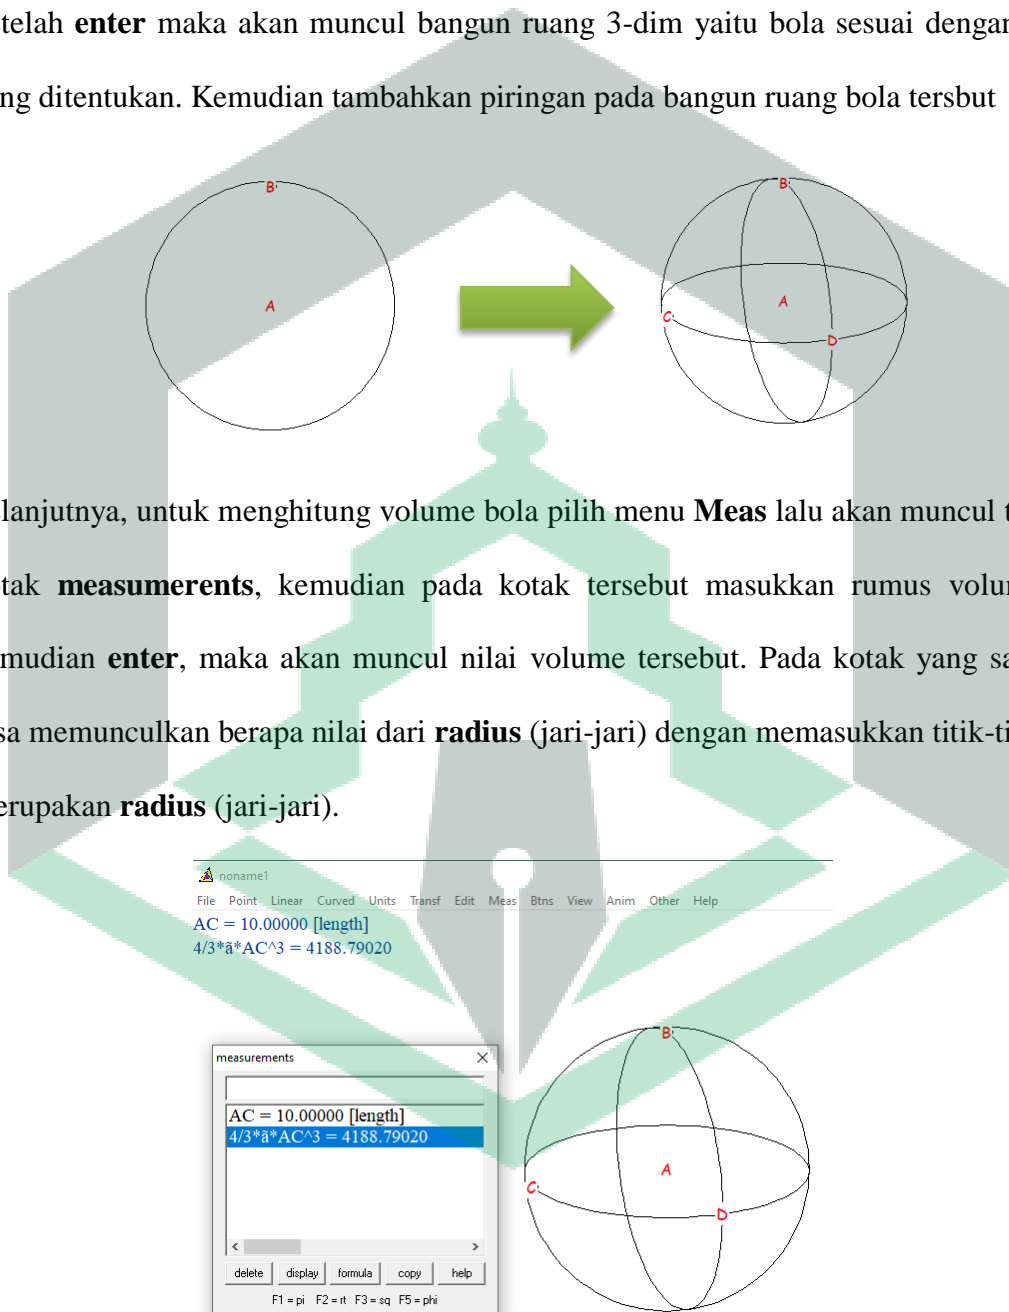 telah enter maka akan muncul bangun ruang 3-dim yaitu bola sesuai dengan
ng ditentukan. Kemudian tambahkan piringan pada bangun ruang bola tersbut
B
A
B
A
C
D
lanjutnya, untuk menghitung volume bola pilih menu Meas lalu akan muncul t
tak measumerents, kemudian pada kotak tersebut masukkan rumus volu
mudian enter, maka akan muncul nilai volume tersebut. Pada kotak yang sa
sa memunculkan berapa nilai dari radius (jari-jari) dengan memasukkan titik-ti
erupakan radius (jari-jari).
noname1
File Point Linear Curved Units Transf Edit Meas Btns View Anim Other Help
AC = 10.00000 [length]
4/3*ã*AC^3 = 4188.79020
measurements
AC = 10.00000 [length]
4/3*ã*AC^3 = 4188.79020
delete display formula copy help
F1 = pi F2 = rt F3 = sq F5 = phi
B
A
C
D